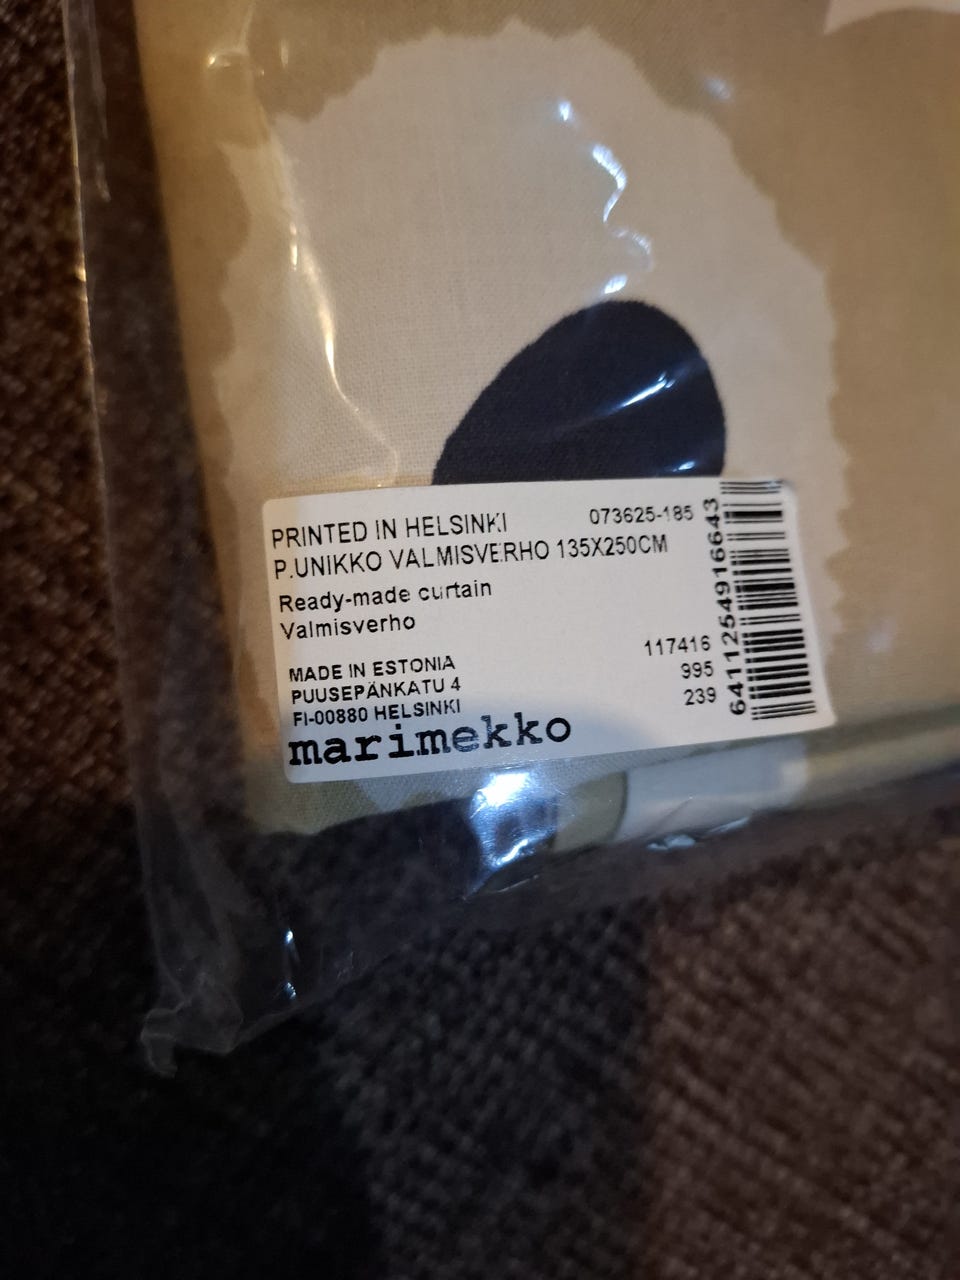 PRINTED IN HELSINKI 073625-185
P.UNIKKO VALMISVERHO 135X250CM
Ready-made curtain
Valmisverho
MADE IN ESTONIA 117416
PUUSEPÄNKATU 4 995
FI-00880 HELSINKI 239
marimekko
6411254916643